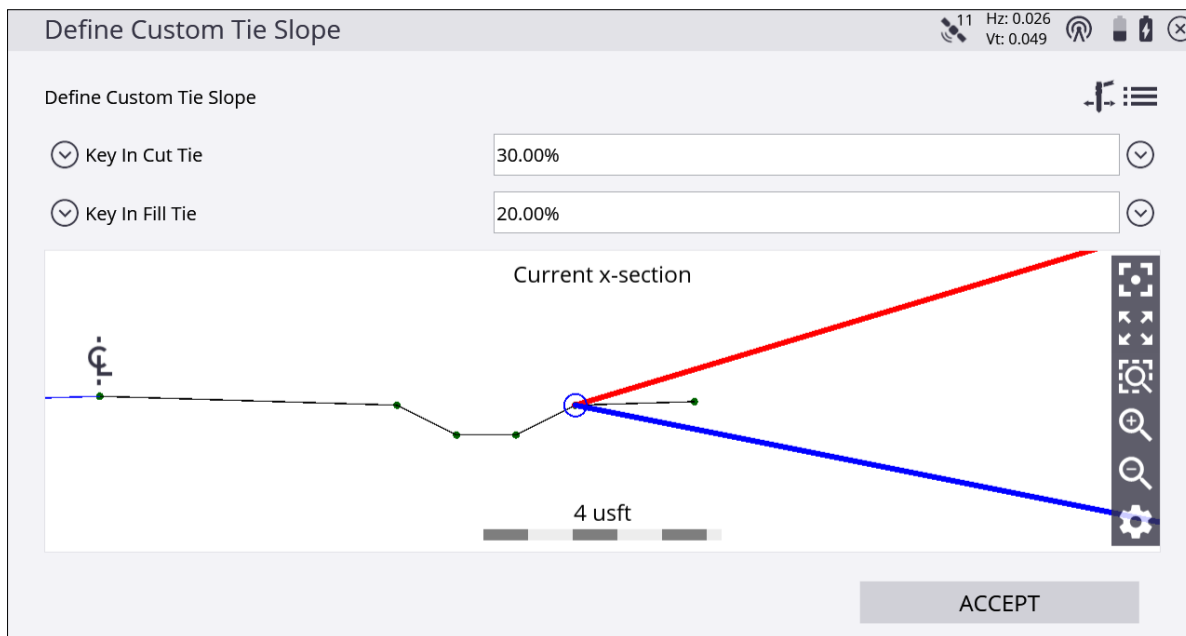 Define Custom Tie Slope
11
Hz: 0.026
Vt: 0.049
Define Custom Tie Slope
Key In Cut Tie
30.00%
Key In Fill Tie
20.00%
Current x-section
℄
4 usft
ACCEPT